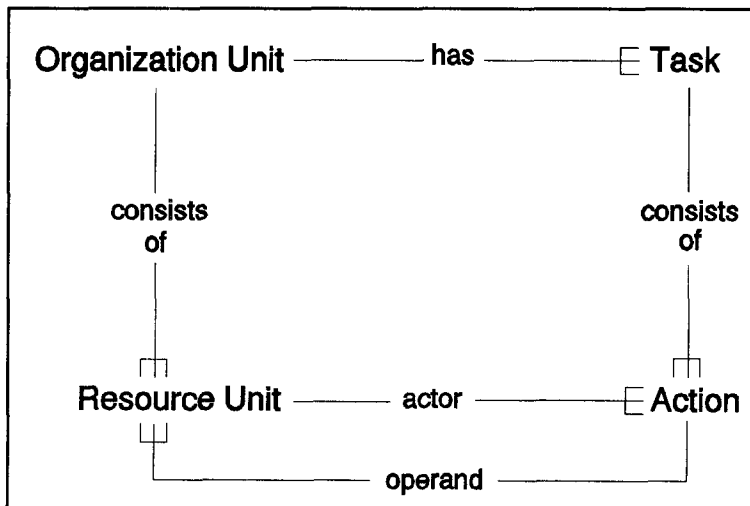 Organization Unit
has
Task
consists
of
consists
of
Resource Unit
actor
Action
operand